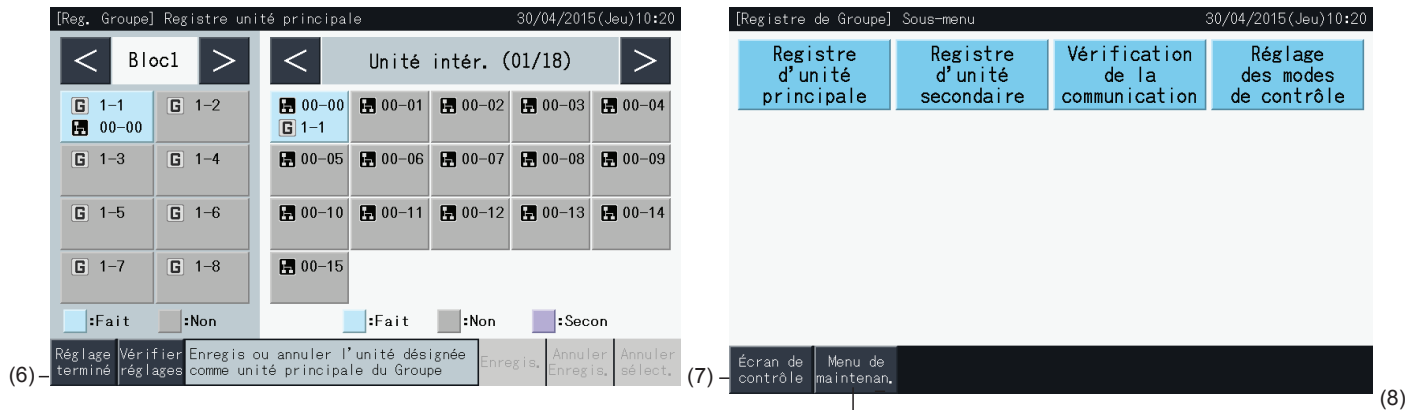 [Reg. Groupe] Registre unité principale 30/04/2015(Jeu)10:20
< Bloc1 >
< Unité intér. (01/18) >
G 1-1
00-00
G 1-2
G 1-3
G 1-4
G 1-5
G 1-6
G 1-7
G 1-8
00-00
G 1-1
00-01
00-02
00-03
00-04
00-05
00-06
00-07
00-08
00-09
00-10
00-11
00-12
00-13
00-14
00-15
:Fait :Non
:Fait :Non :Secon
(6)
Réglage
terminé
Vérifier
réglages
Enregis ou annuler l'unité désignée
comme unité principale du Groupe
Enregis.
Annuler
Enregis.
Annuler
sélect.
[Registre de Groupe] Sous-menu 30/04/2015(Jeu)10:20
Registre
d'unité
principale
Registre
d'unité
secondaire
Vérification
de la
communication
Réglage
des modes
de contrôle
(7)
Écran de
contrôle
Menu de
maintenan.
(8)